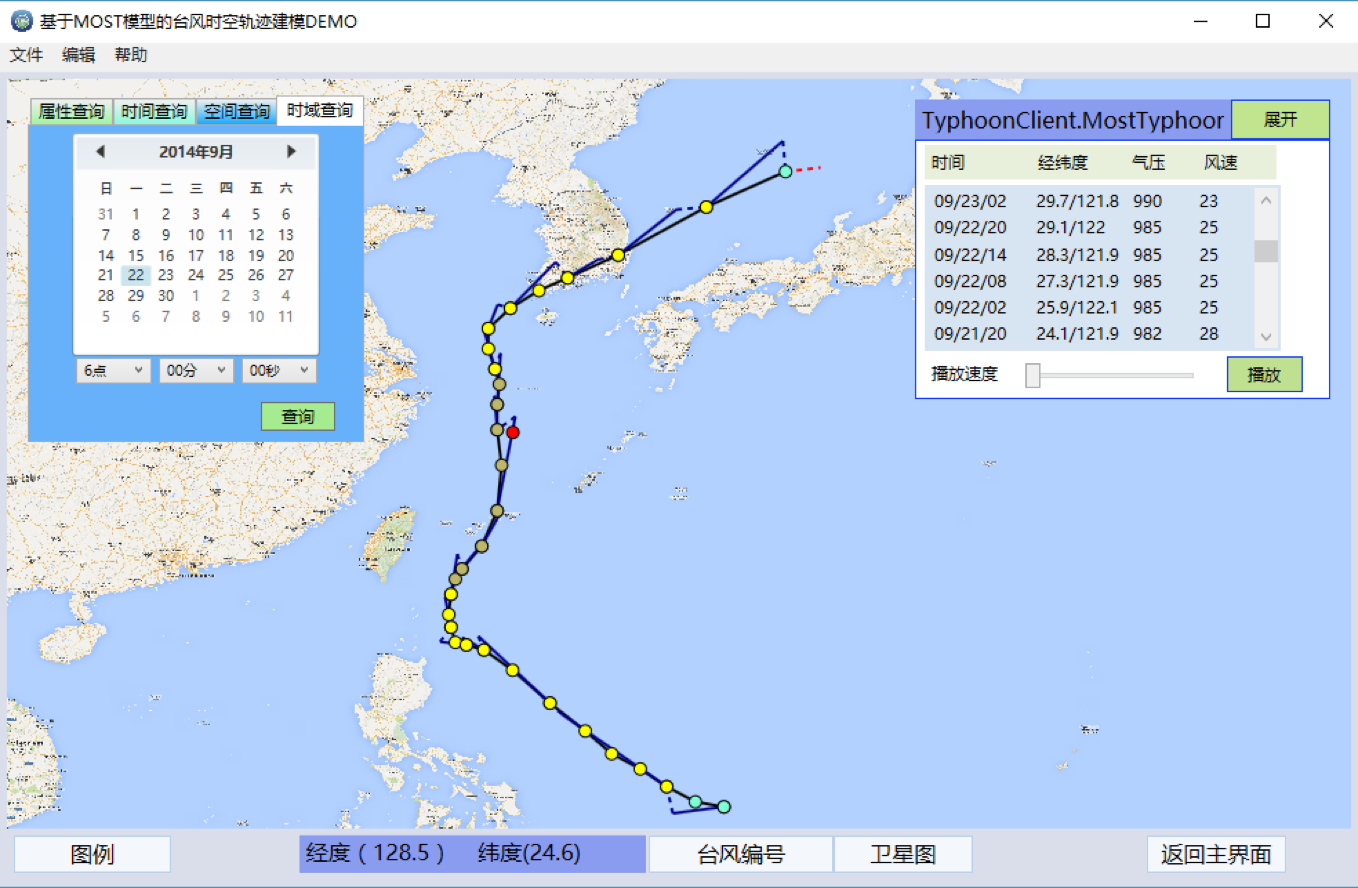 基于MOST模型的台风时空轨迹建模DEMO
文件 编辑 帮助
属性查询 时间查询 空间查询 时域查询
2014年9月
日 一 二 三 四 五 六
31 1 2 3 4 5 6
7 8 9 10 11 12 13
14 15 16 17 18 19 20
21 22 23 24 25 26 27
28 29 30 1 2 3 4
5 6 7 8 9 10 11
6点 00分 00秒
查询
TyphoonClient.MostTyphoor 展开
时间 经纬度 气压 风速
09/23/02 29.7/121.8 990 23
09/22/20 29.1/122 985 25
09/22/14 28.3/121.9 985 25
09/22/08 27.3/121.9 985 25
09/22/02 25.9/122.1 985 25
09/21/20 24.1/121.9 982 28
播放速度 播放
图例 经度（128.5） 纬度(24.6) 台风编号 卫星图 返回主界面